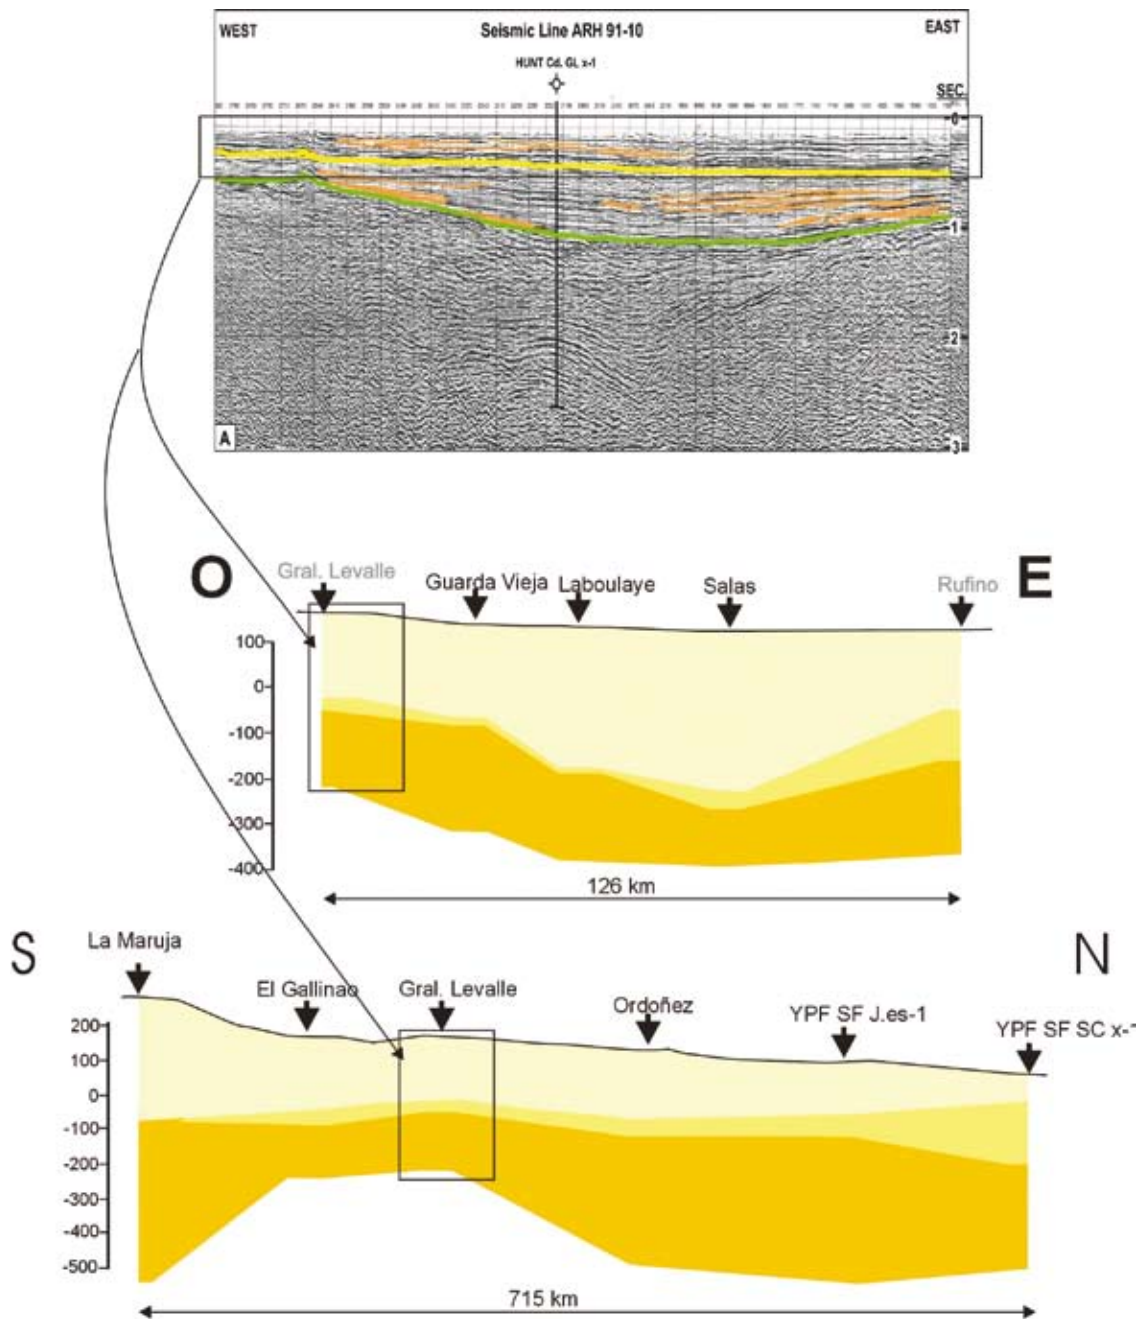 WEST
Seismic Line ARH 91-10
EAST
HUNT Cd. GL x-1
SEC.
0
1
2
3
A
O
Gral. Levalle
Guarda Vieja
Laboulaye
Salas
Rufino
E
100
0
-100
-200
-300
-400
126 km
S
La Maruja
El Gallinao
Gral. Levalle
Ordoñez
YPF SF J.es-1
YPF SF SC x-1
N
200
100
0
-100
-200
-300
-400
-500
715 km